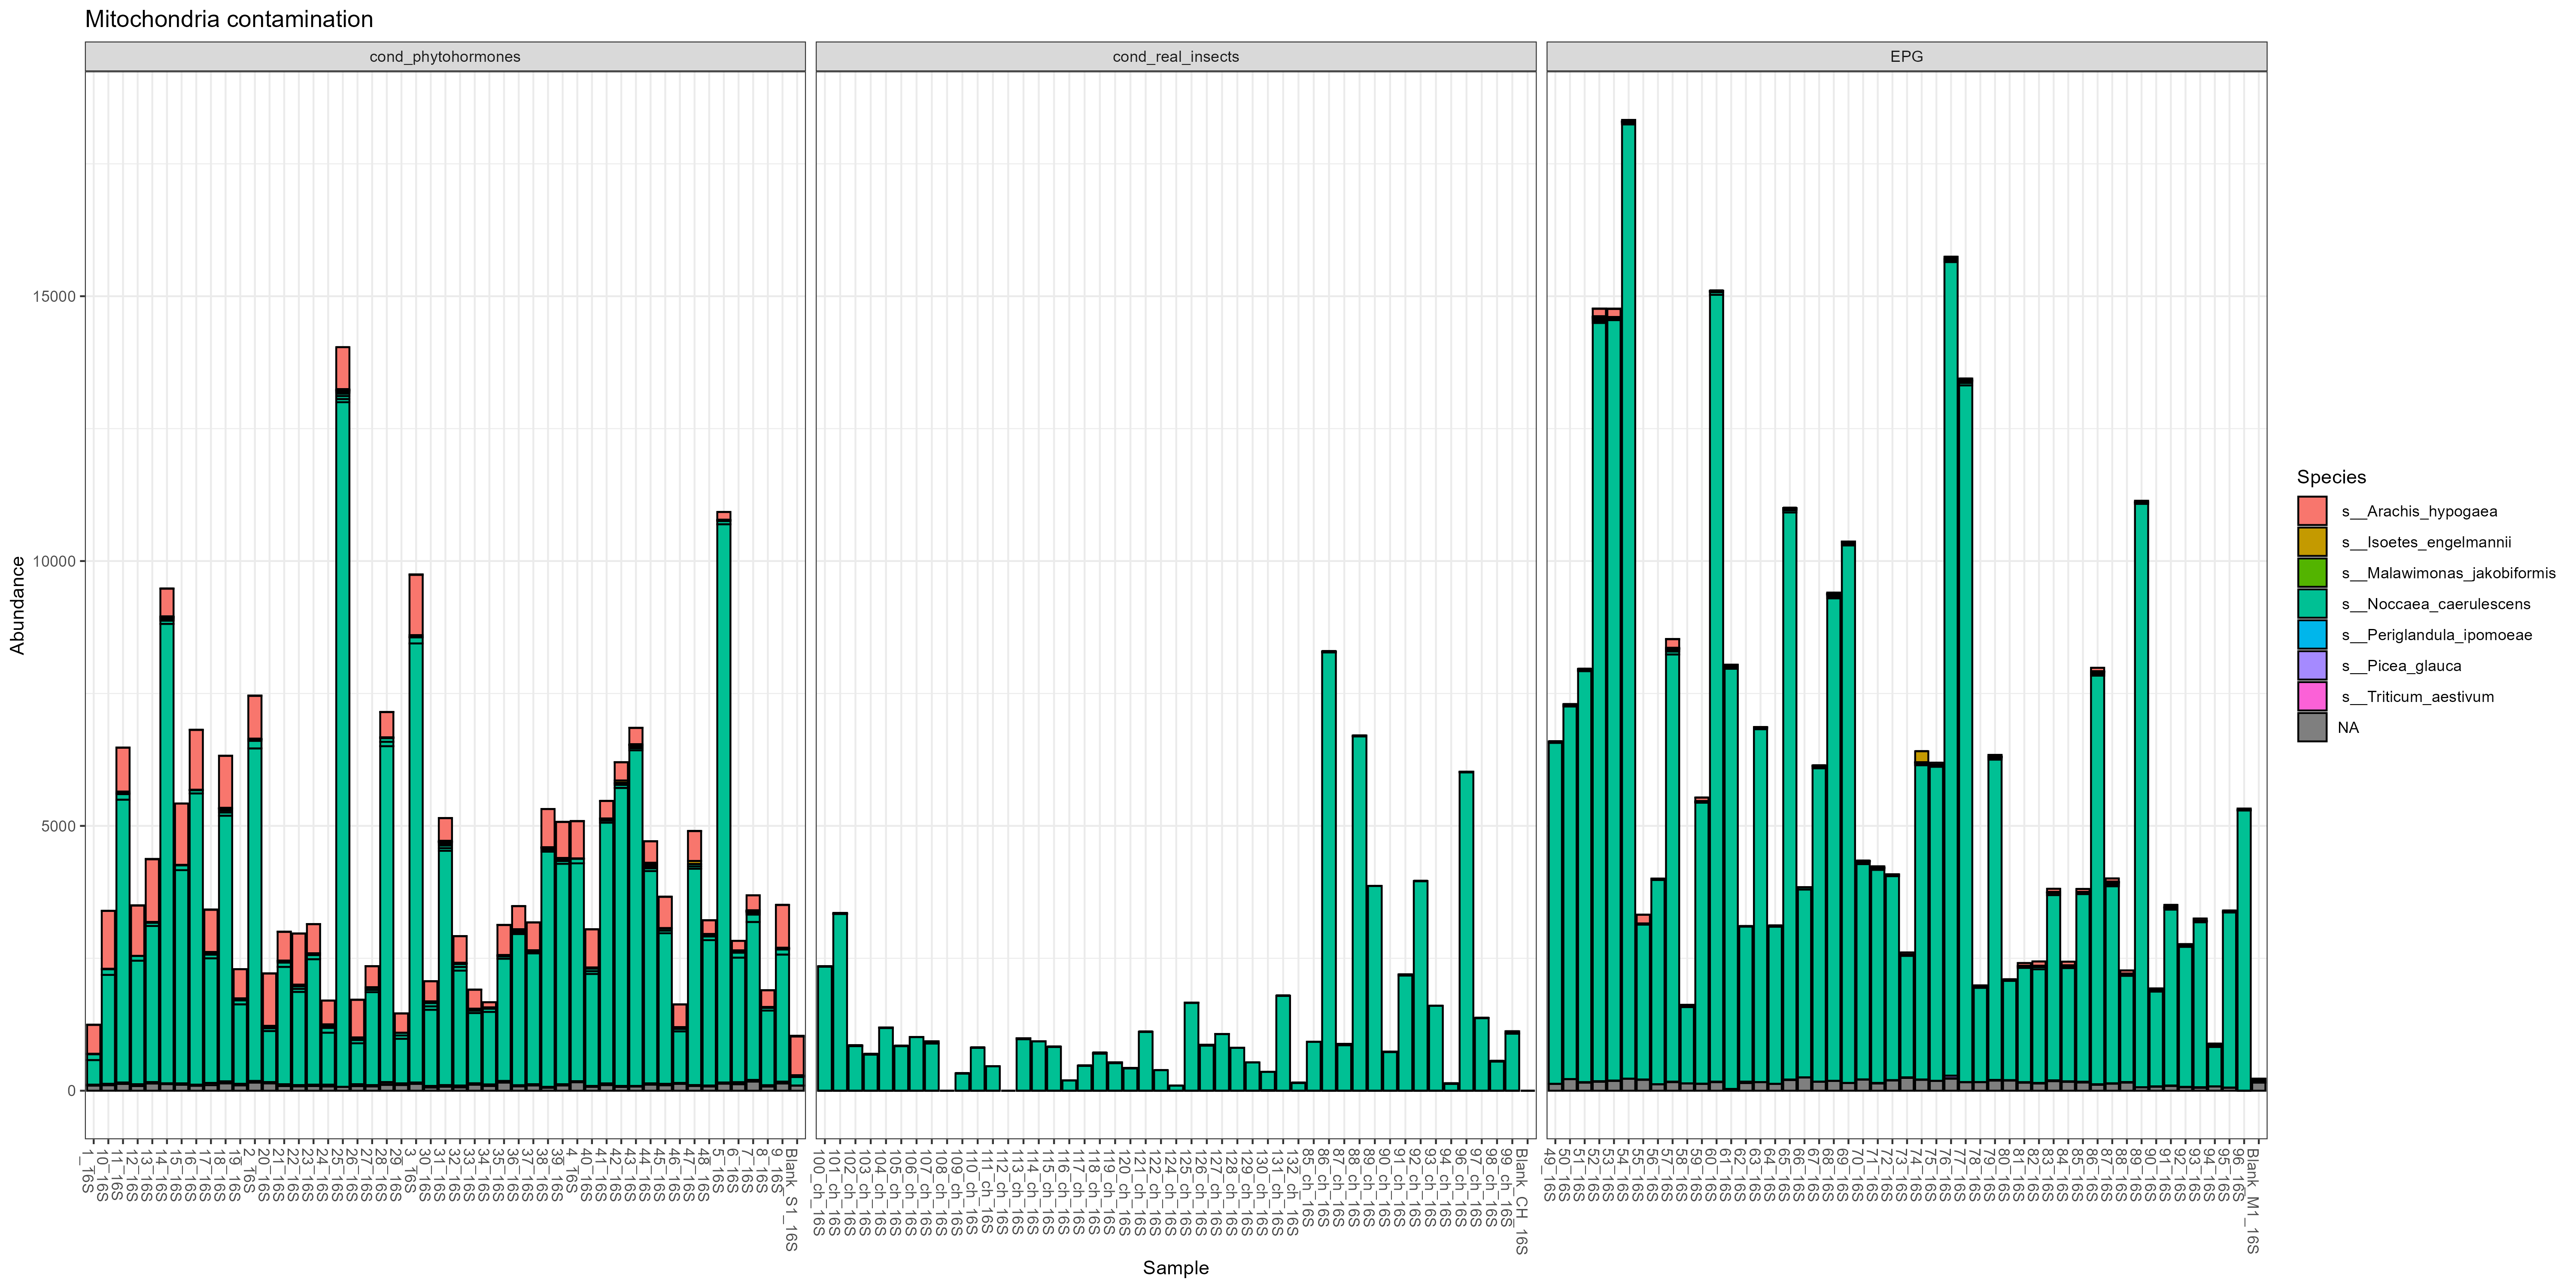 Mitochondria contamination
cond_phytohormones
cond_real_insects
EPG
Abundance
15000
10000
5000
0
1_16S
10_16S
11_16S
12_16S
13_16S
14_16S
15_16S
16_16S
17_16S
18_16S
19_16S
2_16S
20_16S
21_16S
22_16S
23_16S
24_16S
25_16S
26_16S
27_16S
28_16S
29_16S
3_16S
30_16S
31_16S
32_16S
33_16S
34_16S
35_16S
36_16S
37_16S
38_16S
39_16S
4_16S
40_16S
41_16S
42_16S
43_16S
44_16S
45_16S
46_16S
47_16S
48_16S
5_16S
6_16S
7_16S
8_16S
9_16S
Blank_S1_16S
100_ch_16S
101_ch_16S
102_ch_16S
103_ch_16S
104_ch_16S
105_ch_16S
106_ch_16S
107_ch_16S
108_ch_16S
109_ch_16S
110_ch_16S
111_ch_16S
112_ch_16S
113_ch_16S
114_ch_16S
115_ch_16S
116_ch_16S
117_ch_16S
118_ch_16S
119_ch_16S
120_ch_16S
121_ch_16S
122_ch_16S
124_ch_16S
125_ch_16S
126_ch_16S
127_ch_16S
128_ch_16S
129_ch_16S
130_ch_16S
131_ch_16S
132_ch_16S
85_ch_16S
86_ch_16S
87_ch_16S
88_ch_16S
89_ch_16S
90_ch_16S
91_ch_16S
92_ch_16S
93_ch_16S
94_ch_16S
96_ch_16S
97_ch_16S
98_ch_16S
99_ch_16S
Blank_CH_16S
49_16S
50_16S
51_16S
52_16S
53_16S
54_16S
55_16S
56_16S
57_16S
58_16S
59_16S
60_16S
61_16S
62_16S
63_16S
64_16S
65_16S
66_16S
67_16S
68_16S
69_16S
70_16S
71_16S
72_16S
73_16S
74_16S
75_16S
76_16S
77_16S
78_16S
79_16S
80_16S
81_16S
82_16S
83_16S
84_16S
85_16S
86_16S
87_16S
88_16S
89_16S
90_16S
91_16S
92_16S
93_16S
94_16S
95_16S
96_16S
Blank_M1_16S
Sample
Species
s__Arachis_hypogaea
s__Isoetes_engelmannii
s__Malawimonas_jakobiformis
s__Noccaea_caerulescens
s__Periglandula_ipomoeae
s__Picea_glauca
s__Triticum_aestivum
NA